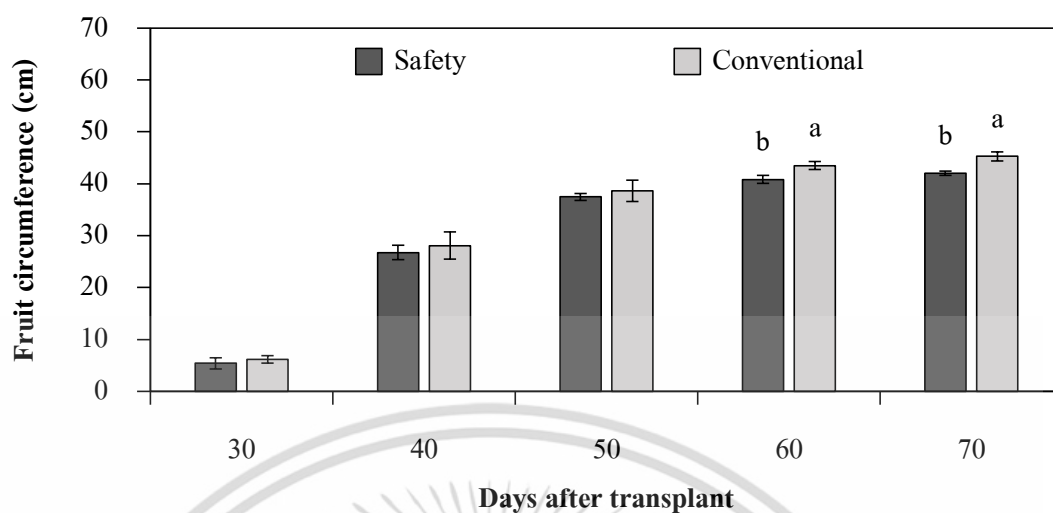 70
60
50
40
30
20
10
0
Fruit circumference (cm)
Safety
Conventional
b a b a
30 40 50 60 70
Days after transplant